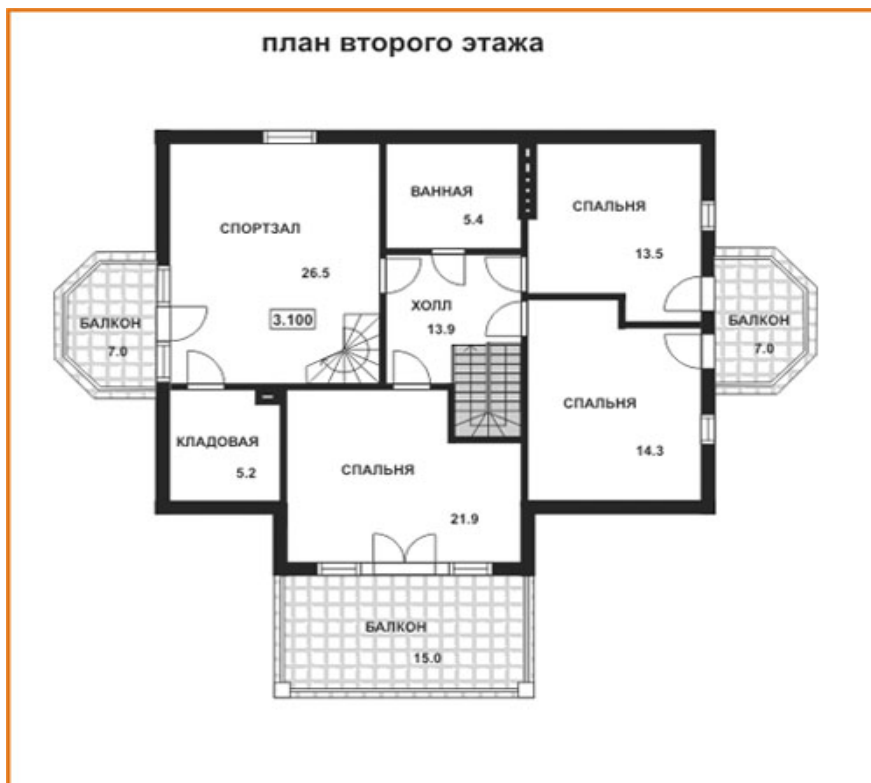 план второго этажа
ВАННАЯ
5.4
СПАЛЬНЯ
13.5
СПОРТЗАЛ
26.5
3.100
ХОЛЛ
13.9
БАЛКОН
7.0
БАЛКОН
7.0
СПАЛЬНЯ
14.3
КЛАДОВАЯ
5.2
СПАЛЬНЯ
21.9
БАЛКОН
15.0